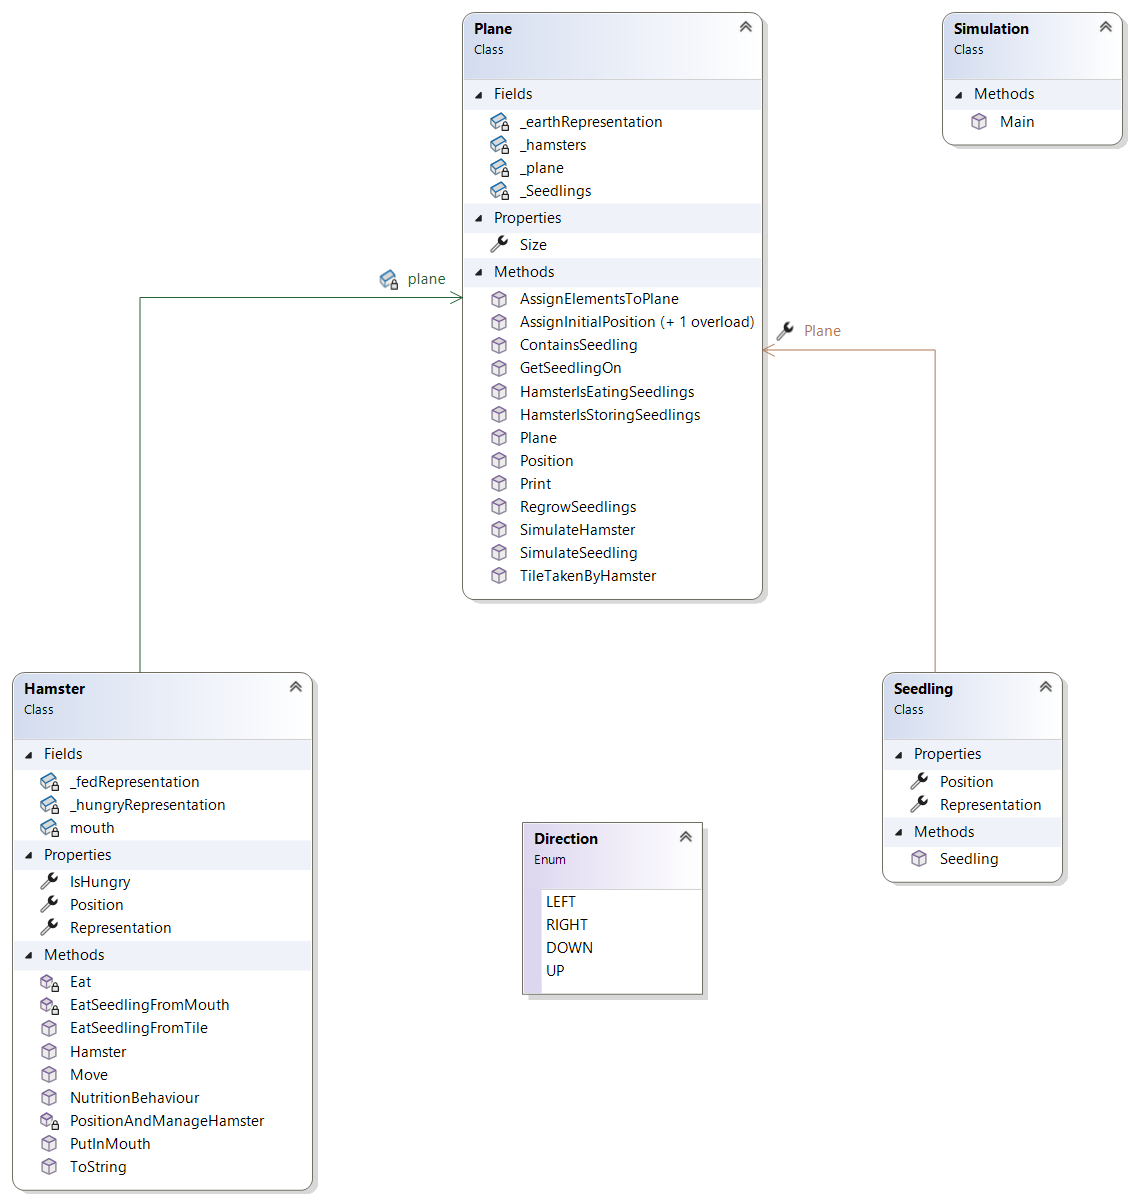 Plane
Class
Fields
_earthRepresentation
_hamsters
_plane
_Seedlings
Properties
Size
Methods
AssignElementsToPlane
AssignInitialPosition (+ 1 overload)
ContainsSeedling
GetSeedlingOn
HamsterIsEatingSeedlings
HamsterIsStoringSeedlings
Plane
Position
Print
RegrowSeedlings
SimulateHamster
SimulateSeedling
TileTakenByHamster
Simulation
Class
Methods
Main
plane
Plane
Hamster
Class
Fields
_fedRepresentation
_hungryRepresentation
mouth
Properties
IsHungry
Position
Representation
Methods
Eat
EatSeedlingFromMouth
EatSeedlingFromTile
Hamster
Move
NutritionBehaviour
PositionAndManageHamster
PutInMouth
ToString
Direction
Enum
LEFT
RIGHT
DOWN
UP
Seedling
Class
Properties
Position
Representation
Methods
Seedling